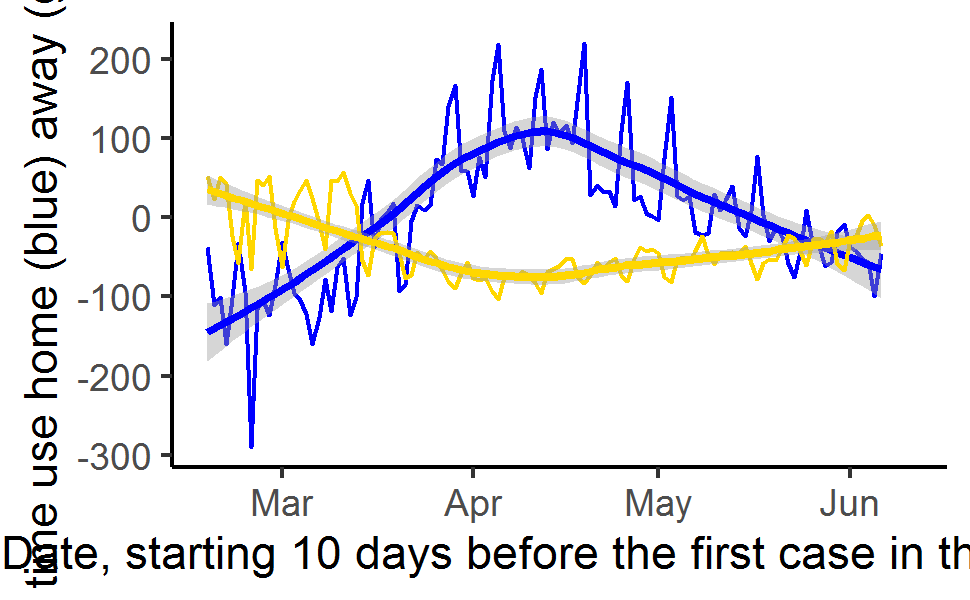 time use home (blue) away (
200
100
0
-100
-200
-300
Mar Apr May Jun
Date, starting 10 days before the first case in th